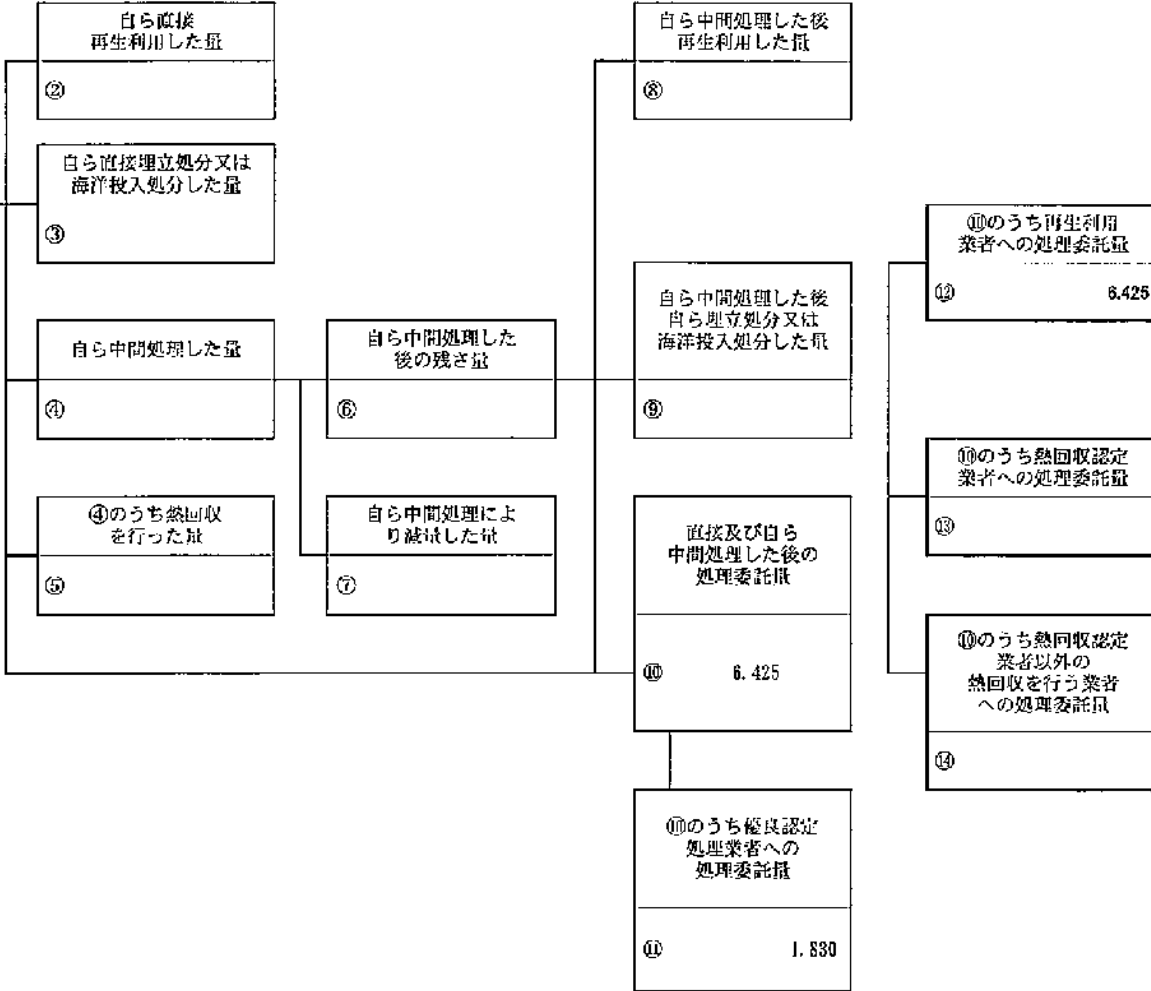 自ら直接
再生利用した量
②
自ら直接埋立処分又は
海洋投入処分した量
③
自ら中間処理した量
④
④のうち熱回収
を行った量
⑤
自ら中間処理した
後の残さ量
⑥
自ら中間処理によ
り減量した量
⑦
自ら中間処理した後
再生利用した量
⑧
自ら中間処理した後
自ら埋立処分又は
海洋投入処分した量
⑨
直接及び自ら
中間処理した後の
処理委託量
⑩ 6.425
⑩のうち優良認定
処理業者への
処理委託量
⑪ 1.830
⑩のうち再生利用
業者への処理委託量
⑫ 6.425
⑩のうち熱回収認定
業者への処理委託量
⑬
⑩のうち熱回収認定
業者以外の
熱回収を行う業者
への処理委託量
⑭